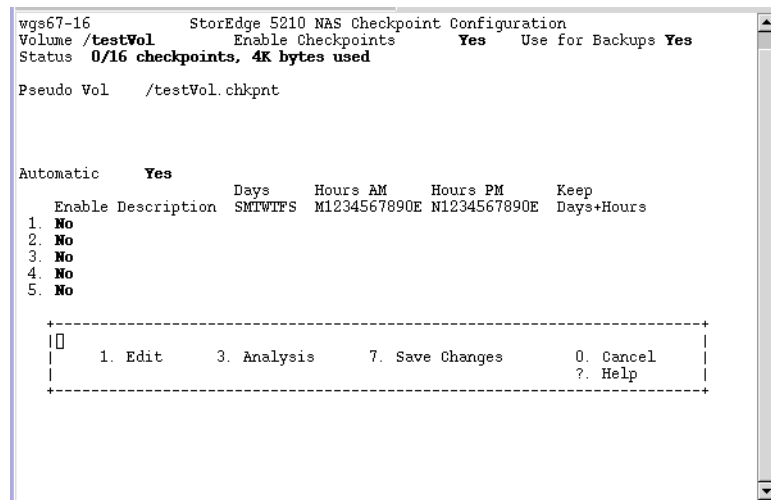 wgs67-16 StorEdge 5210 NAS Checkpoint Configuration
Volume /testVol Enable Checkpoints Yes Use for Backups Yes
Status 0/16 checkpoints, 4K bytes used
Pseudo Vol /testVol.chkpnt
Automatic Yes
Days Hours AM Hours PM Keep
Enable Description SMTWTFS M1234567890E N1234567890E Days+Hours
1. No
2. No
3. No
4. No
5. No
1. Edit 3. Analysis 7. Save Changes 0. Cancel
?. Help